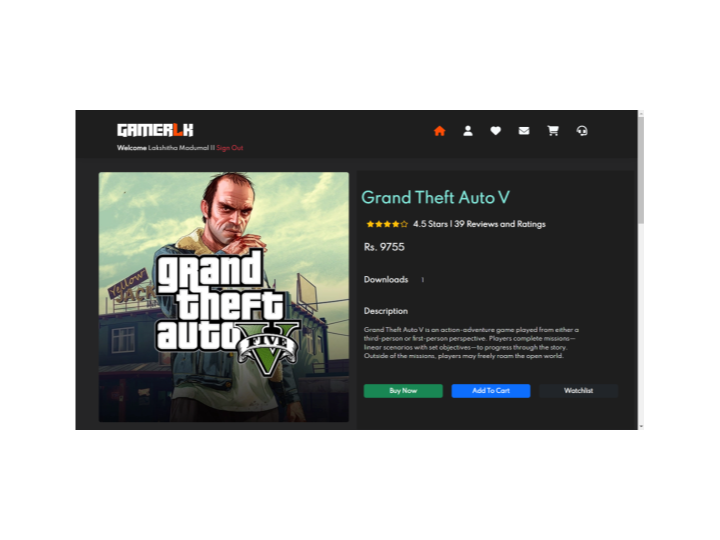 GAMERLK
Welcome Lakshitha Madumal || Sign Out
Yellow
JACK
grand
theft
auto
V
FIVE
Grand Theft Auto V
4.5 Stars | 39 Reviews and Ratings
Rs. 9755
Downloads 1
Description
Grand Theft Auto V is an action-adventure game played from either a
third-person or first-person perspective. Players complete missions—
linear scenarios with set objectives—to progress through the story.
Outside of the missions, players may freely roam the open world.
Buy Now Add To Cart Watchlist